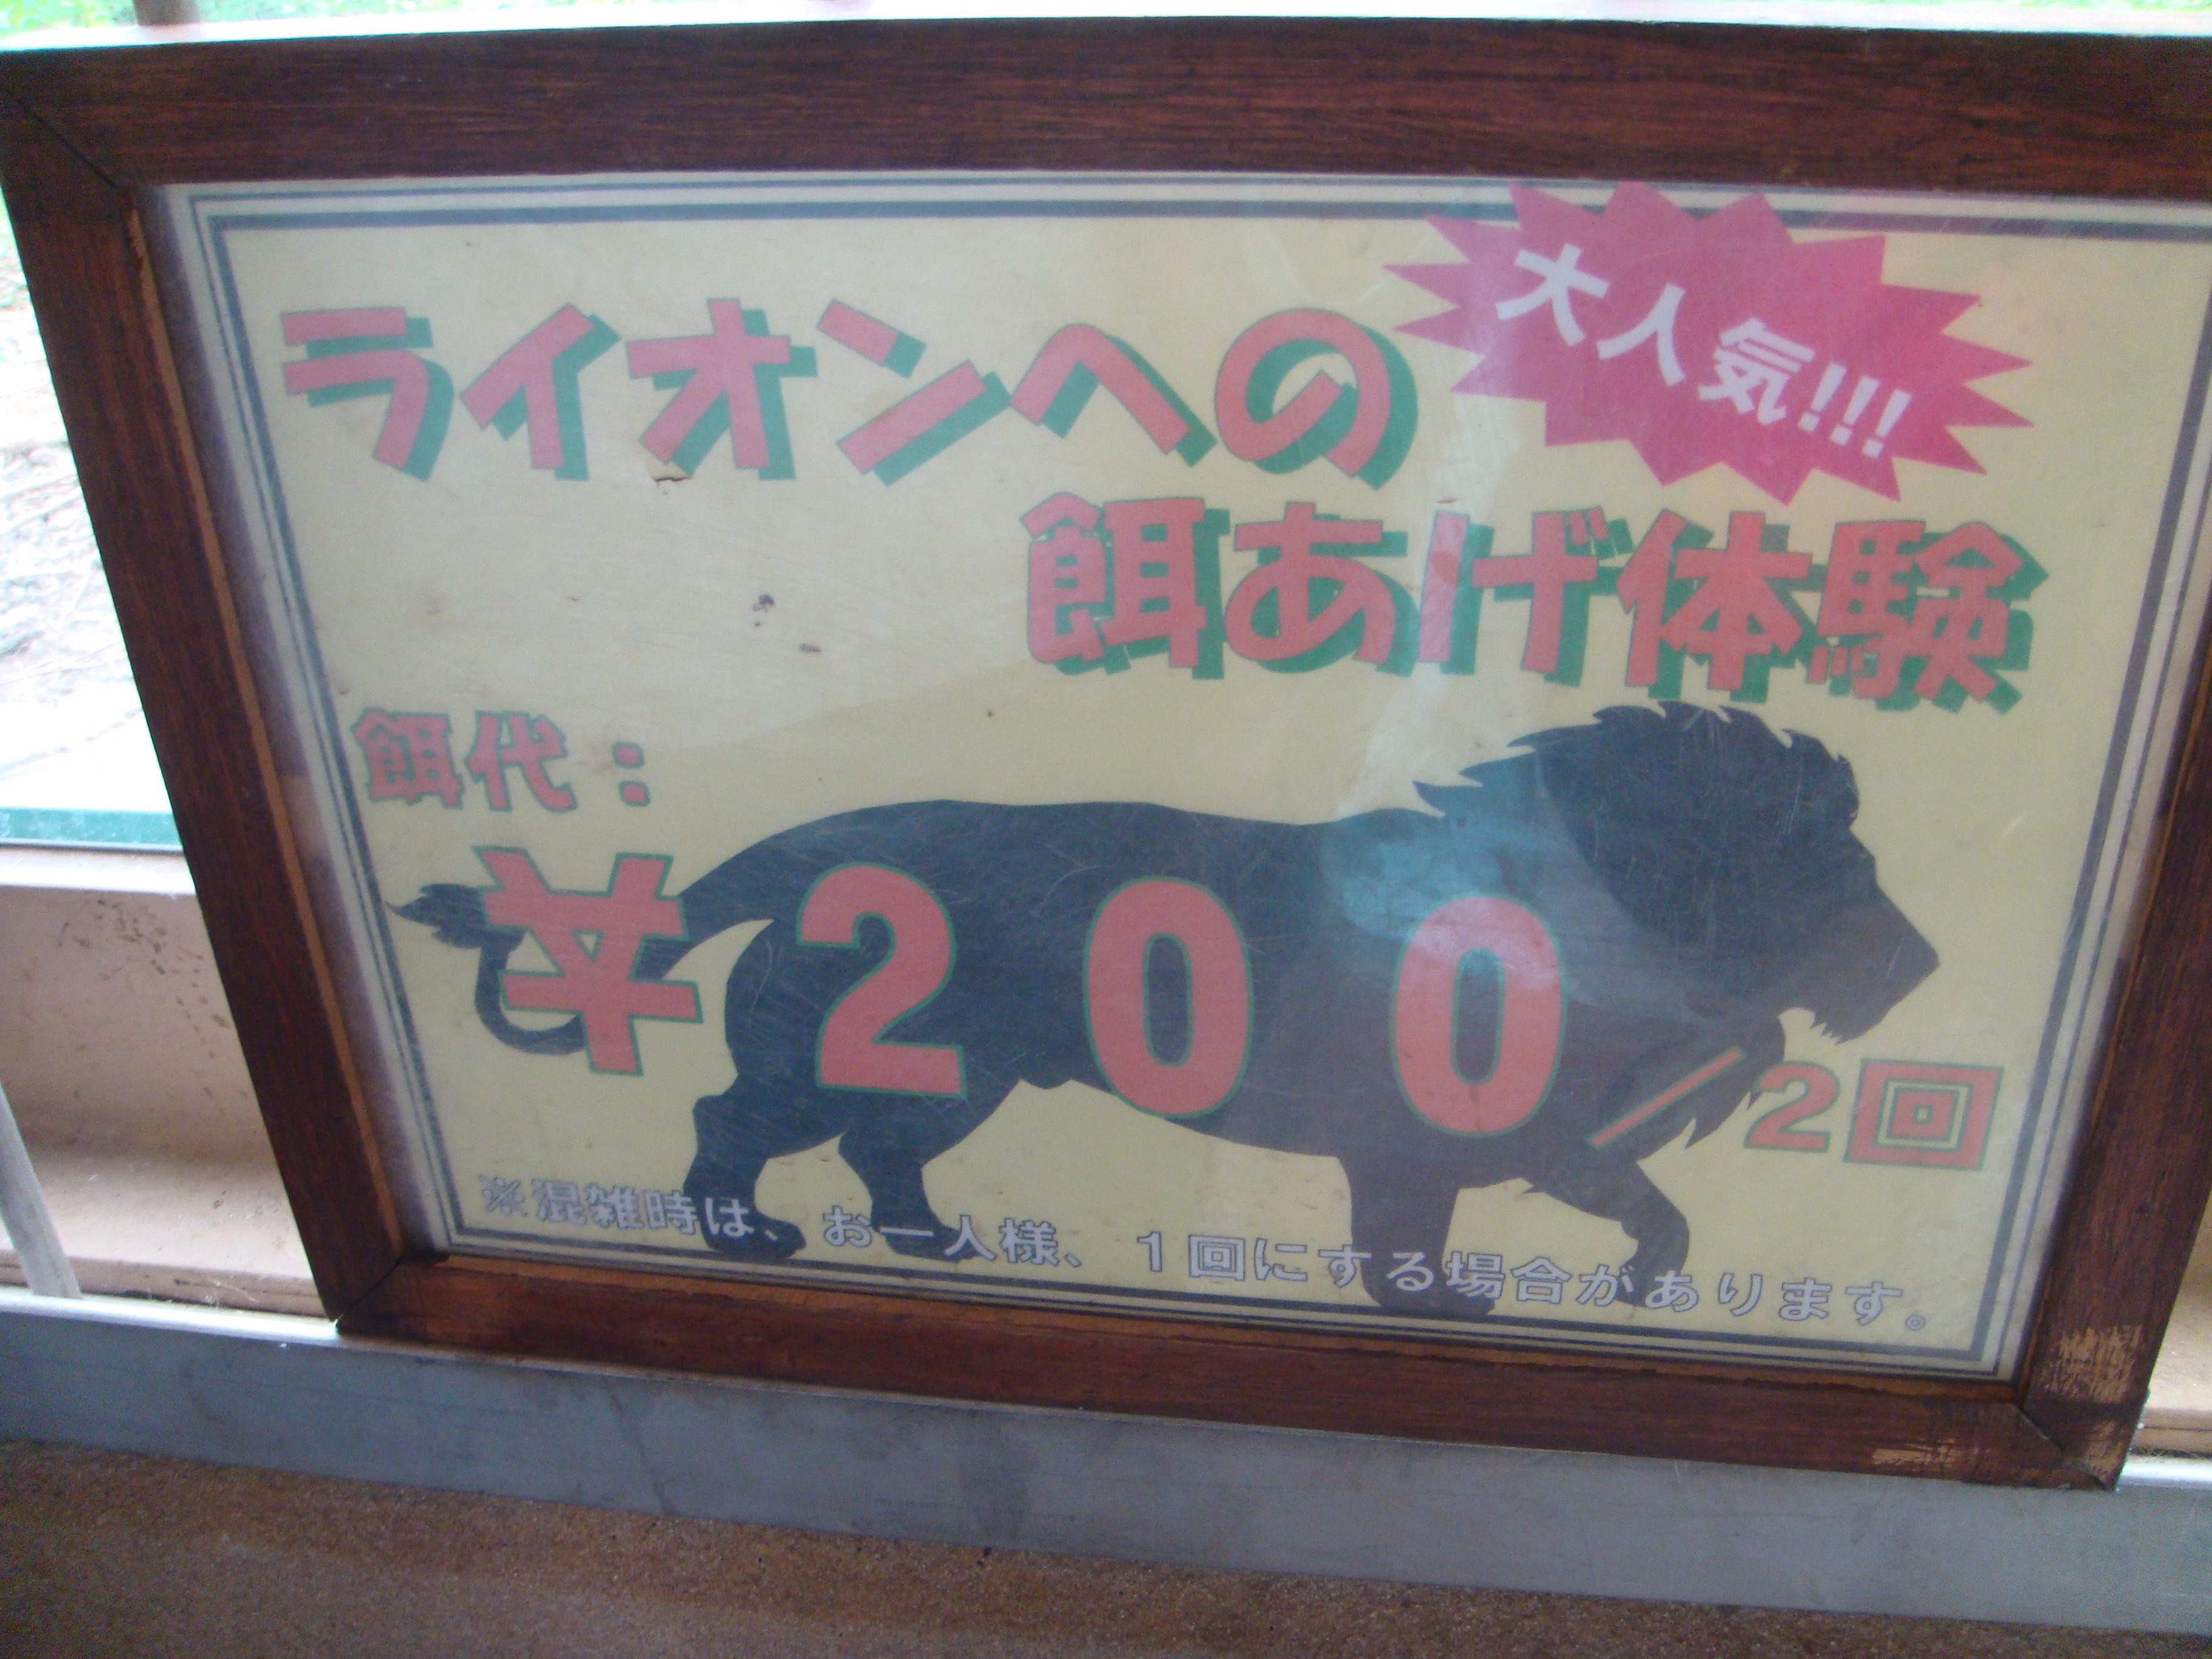 大人気!!!
ライオンへの
餌あげ体験
餌代：
￥200／2回
※混雑時は、お一人様、1回にする場合があります。